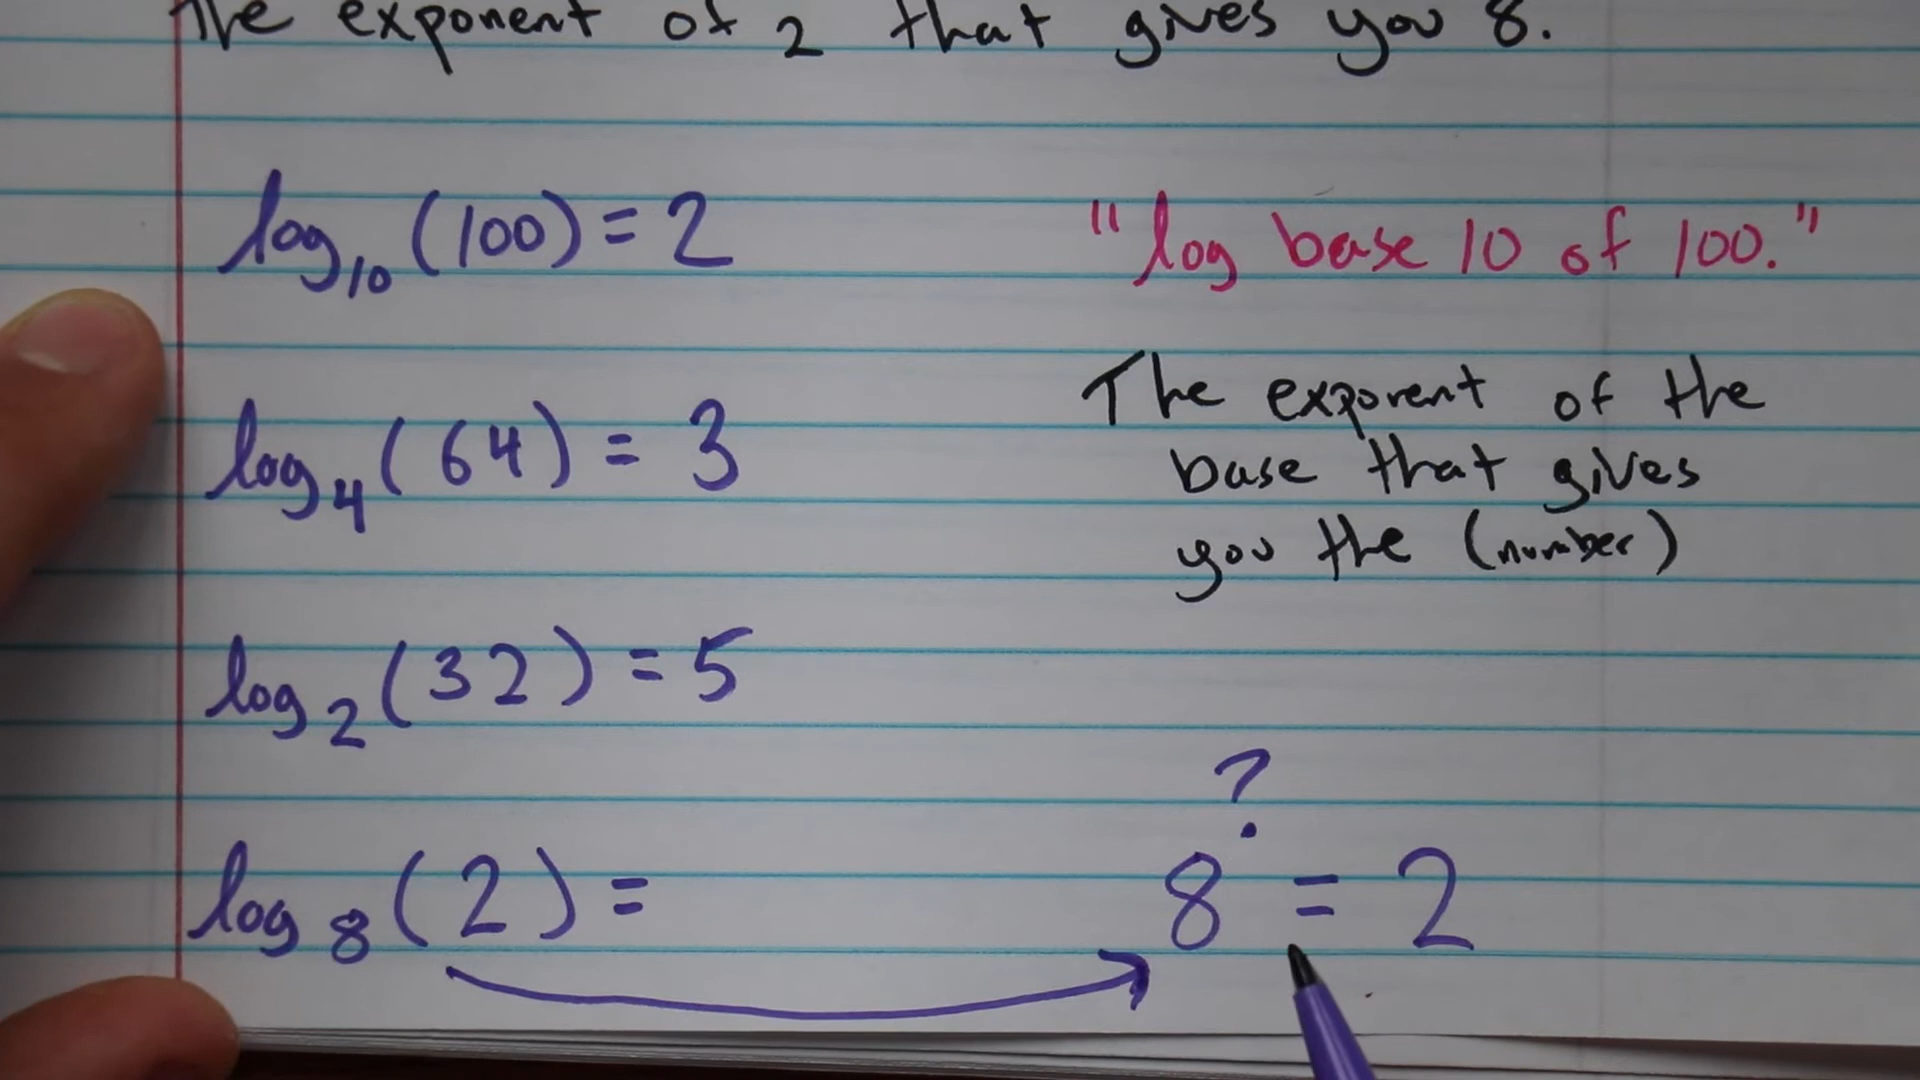 The exponent of 2 that gives you 8.
log₁₀(100) = 2
"log base 10 of 100."
log₄(64) = 3
The exponent of the
base that gives
you the (number)
log₂(32) = 5
log₈(2) =
8^? = 2